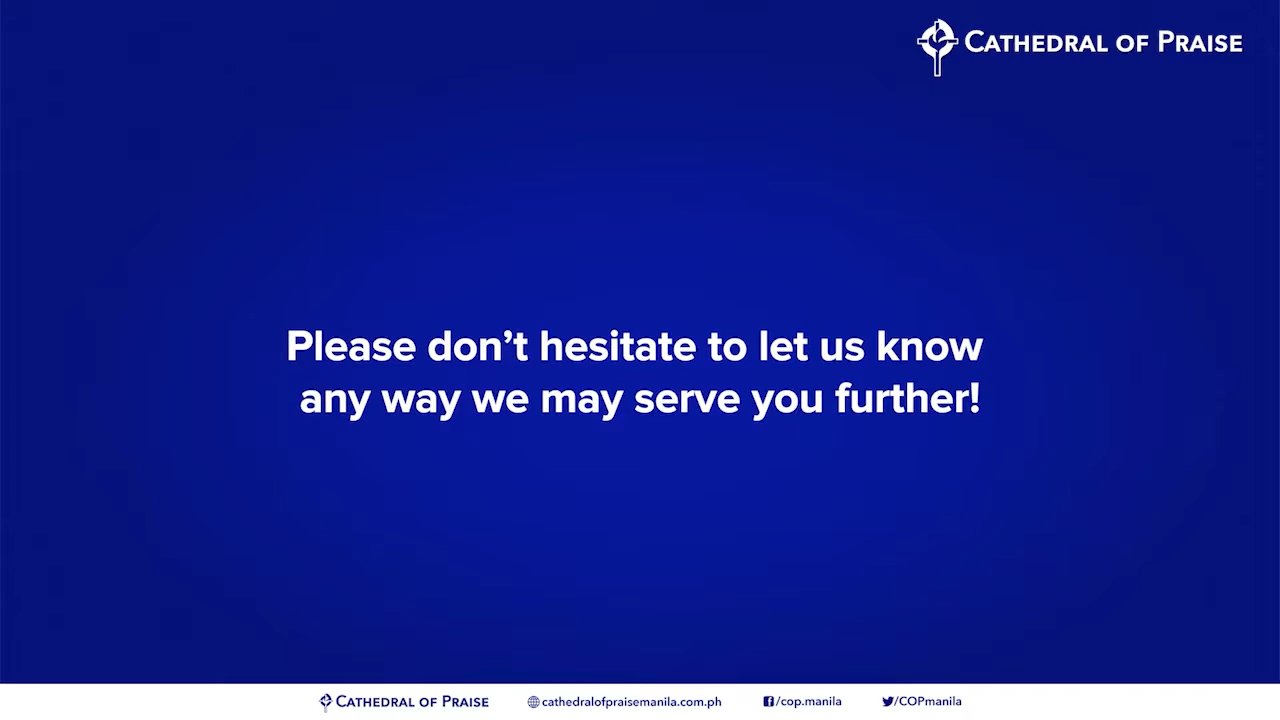 CATHEDRAL OF PRAISE
Please don't hesitate to let us know
any way we may serve you further!
CATHEDRAL OF PRAISE
cathedralofpraisemanila.com.ph
/cop.manila
/COPmanila